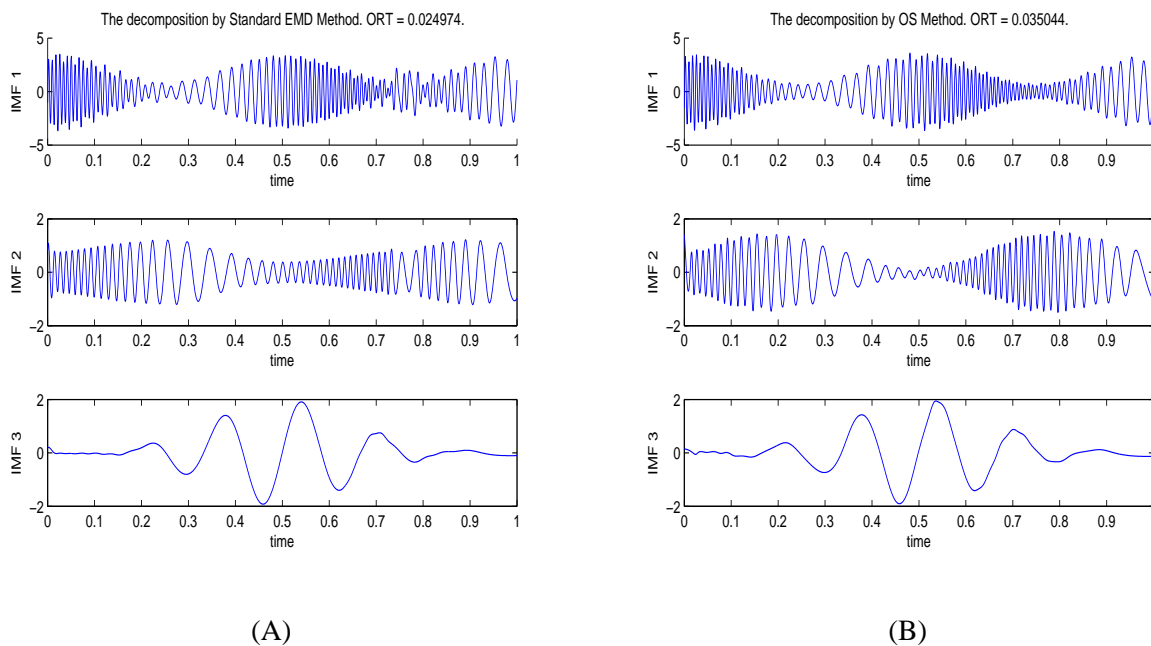 The decomposition by Standard EMD Method. ORT = 0.024974.
5
0
−5
IMF 1
0 0.1 0.2 0.3 0.4 0.5 0.6 0.7 0.8 0.9 1
time
2
0
−2
IMF 2
0 0.1 0.2 0.3 0.4 0.5 0.6 0.7 0.8 0.9 1
time
2
0
−2
IMF 3
0 0.1 0.2 0.3 0.4 0.5 0.6 0.7 0.8 0.9 1
time
(A)
The decomposition by OS Method. ORT = 0.035044.
5
0
−5
IMF 1
0 0.1 0.2 0.3 0.4 0.5 0.6 0.7 0.8 0.9
time
2
0
−2
IMF 2
0 0.1 0.2 0.3 0.4 0.5 0.6 0.7 0.8 0.9
time
2
0
−2
IMF 3
0 0.1 0.2 0.3 0.4 0.5 0.6 0.7 0.8 0.9
time
(B)